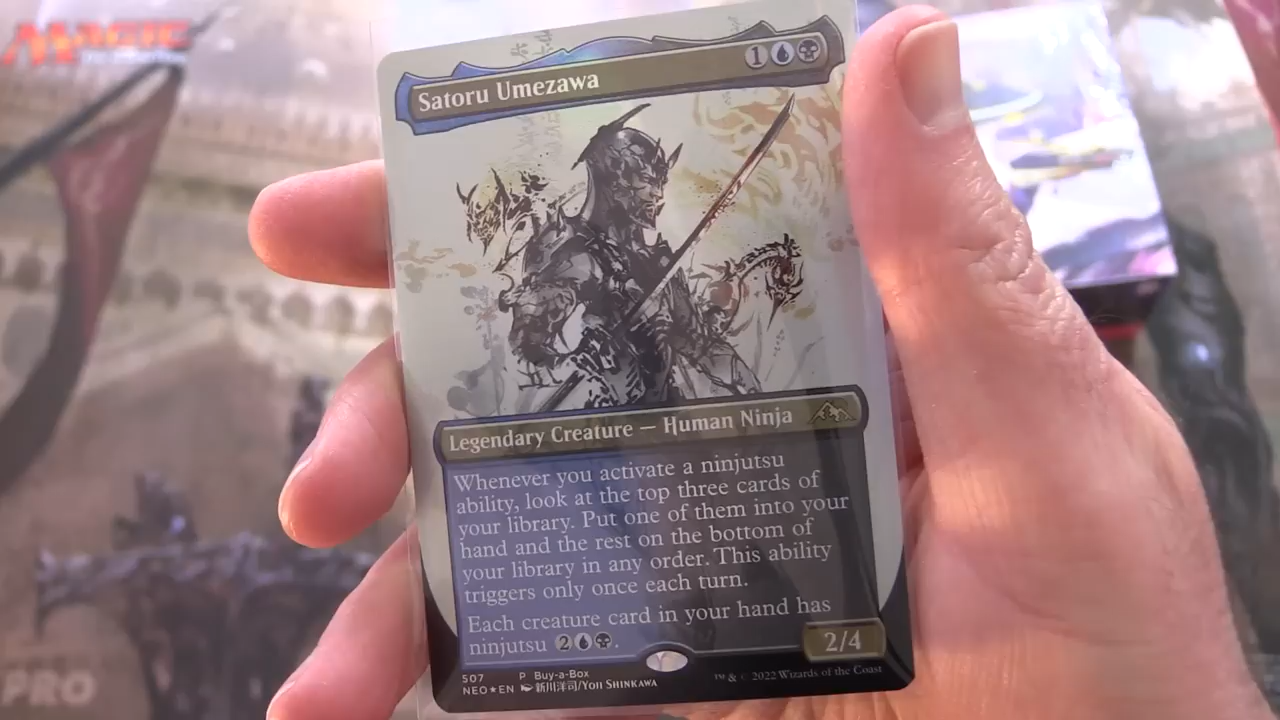 MAGIC
Satoru Umezawa
1
Legendary Creature — Human Ninja
Whenever you activate a ninjutsu
ability, look at the top three cards of
your library. Put one of them into your
hand and the rest on the bottom of
your library in any order. This ability
triggers only once each turn.
Each creature card in your hand has
ninjutsu 2.
2/4
507 P Buy-a-Box
NEO★EN 新川洋司/Yoji Shinkawa
™ & © 2022 Wizards of the Coast
PRO